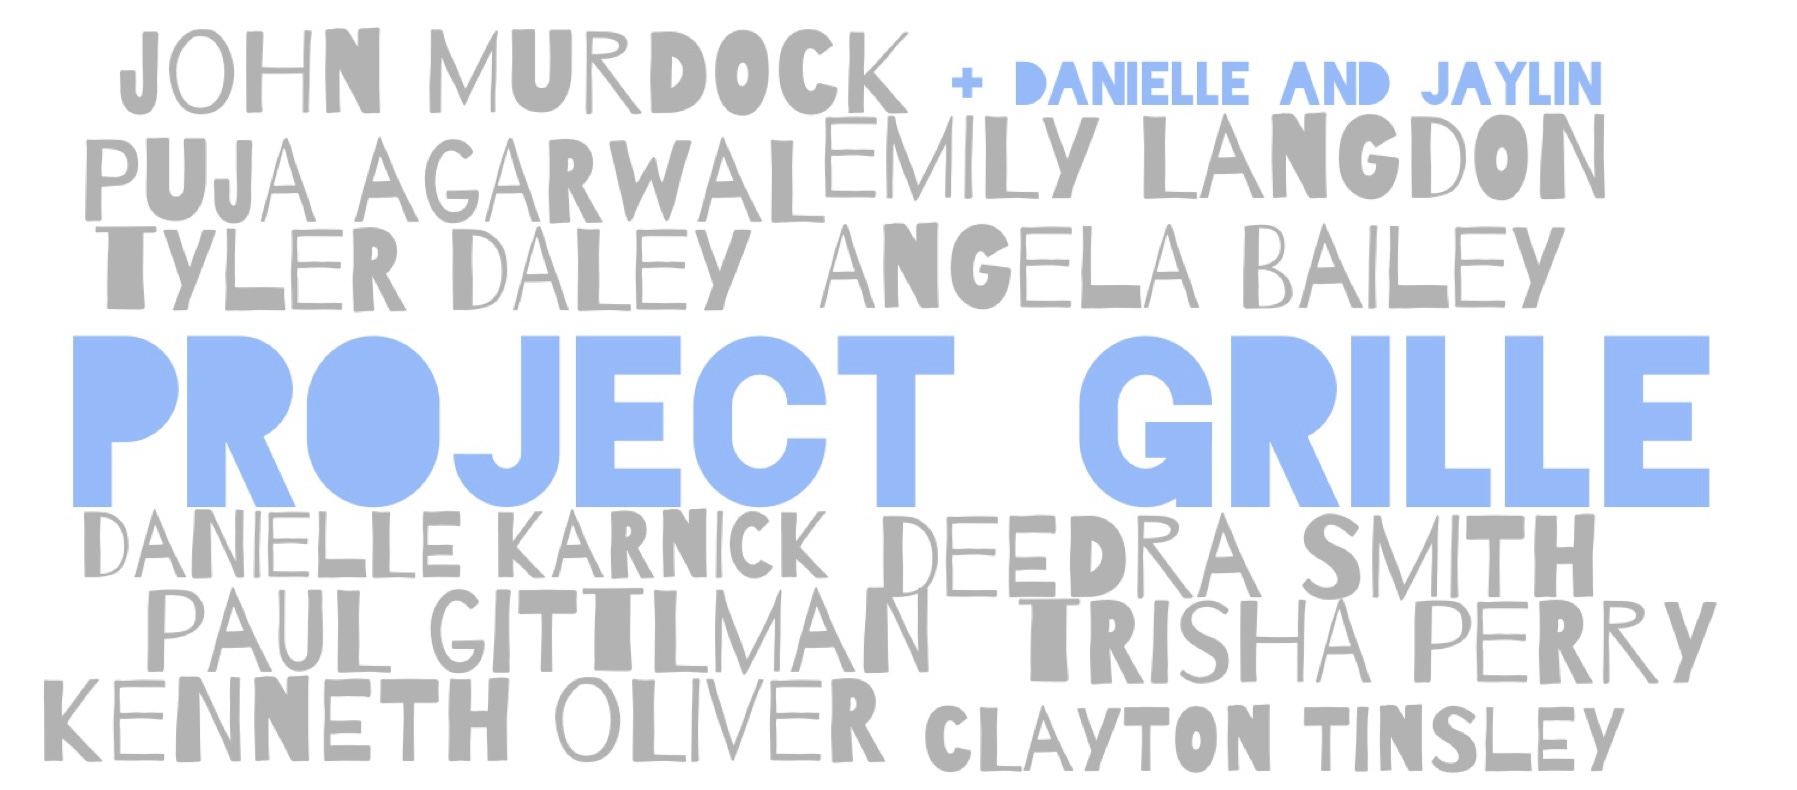 JOHN MURDOCK + DANIELLE AND JAYLIN
PUJA AGARWAL EMILY LANGDON
TYLER DALEY ANGELA BAILEY
PROJECT GRILLE
DANIELLE KARNICK DEEDRA SMITH
PAUL GITTLMAN TRISHA PERRY
KENNETH OLIVER CLAYTON TINSLEY